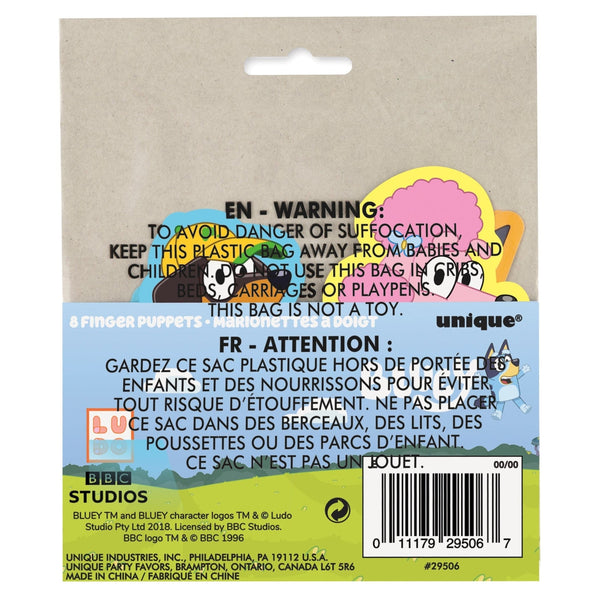 EN - WARNING:
TO AVOID DANGER OF SUFFOCATION,
KEEP THIS PLASTIC BAG AWAY FROM BABIES AND
CHILDREN. DO NOT USE THIS BAG IN CRIBS,
BEDS, CARRIAGES OR PLAYPENS.
THIS BAG IS NOT A TOY.
8 FINGER PUPPETS • MARIONETTES À DOIGT
unique®
FR - ATTENTION :
GARDEZ CE SAC PLASTIQUE HORS DE PORTÉE DES
ENFANTS ET DES NOURRISSONS POUR ÉVITER
TOUT RISQUE D'ÉTOUFFEMENT. NE PAS PLACER
CE SAC DANS DES BERCEAUX, DES LITS, DES
POUSSETTES OU DES PARCS D'ENFANT.
CE SAC N'EST PAS UN JOUET.
LUDO
BBC
STUDIOS
BLUEY TM and BLUEY character logos TM & © Ludo
Studio Pty Ltd 2018. Licensed by BBC Studios.
BBC logo TM & © BBC 1996
UNIQUE INDUSTRIES, INC., PHILADELPHIA, PA 19112 U.S.A.
UNIQUE PARTY FAVORS, BRAMPTON, ONTARIO, CANADA L6T 5R6
MADE IN CHINA / FABRIQUÉ EN CHINE
00/00
0 11179 29506 7
#29506